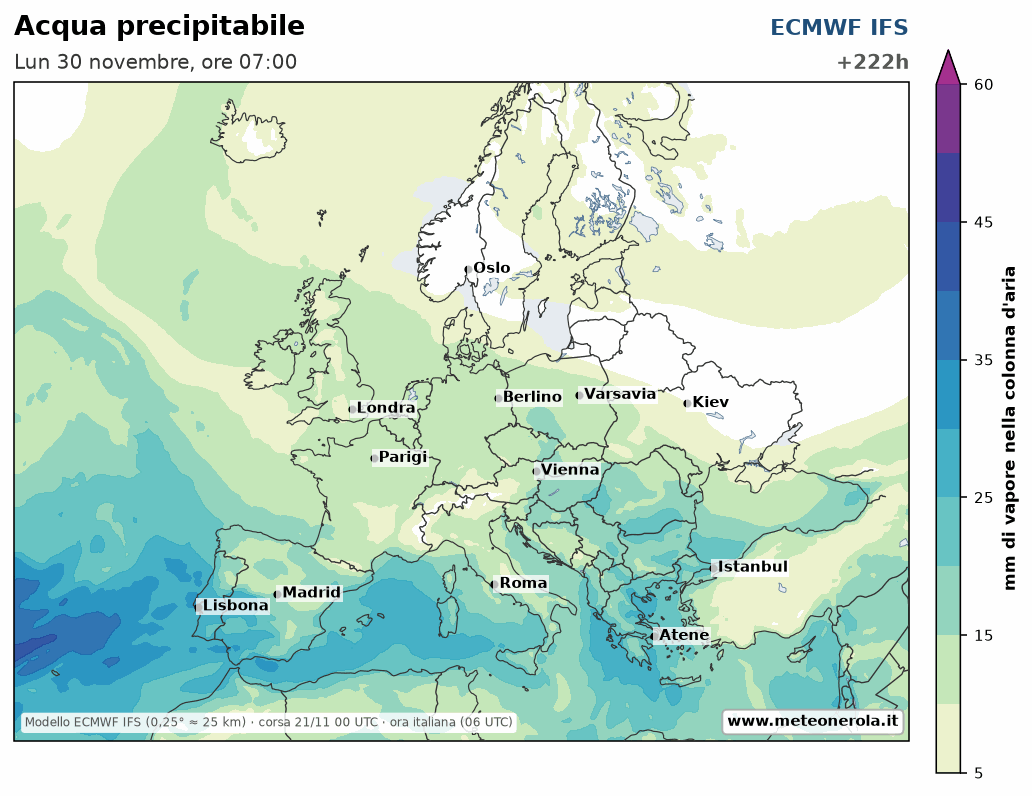 Acqua precipitabile
ECMWF IFS
Lun 30 novembre, ore 07:00
+222h
60
45
35
25
15
5
mm di vapore nella colonna d'aria
Oslo
Berlino
Varsavia
Kiev
Londra
Parigi
Vienna
Istanbul
Roma
Madrid
Lisbona
Atene
Modello ECMWF IFS (0,25° ≈ 25 km) · corsa 21/11 00 UTC · ora italiana (06 UTC)
www.meteonerola.it